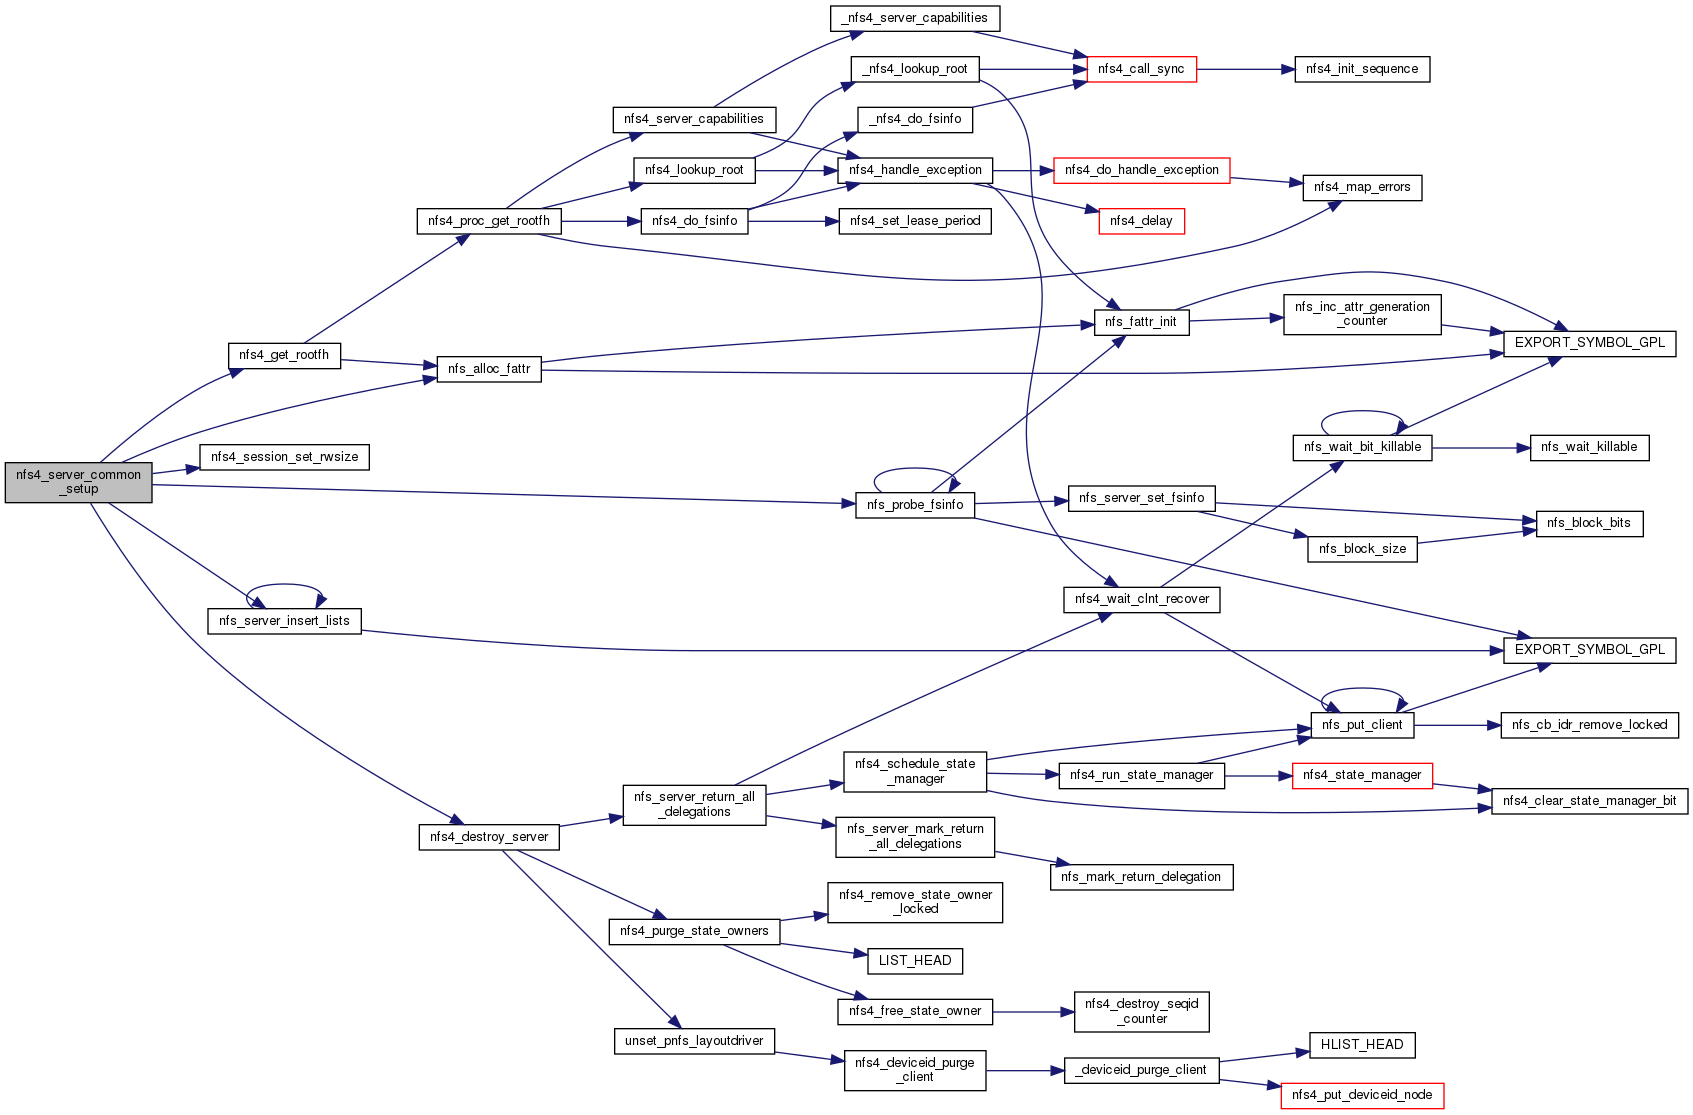 _nfs4_server_capabilities
_nfs4_lookup_root
nfs4_call_sync
nfs4_init_sequence
nfs4_server_capabilities
_nfs4_do_fsinfo
nfs4_lookup_root
nfs4_handle_exception
nfs4_do_handle_exception
nfs4_map_errors
nfs4_proc_get_rootfh
nfs4_do_fsinfo
nfs4_set_lease_period
nfs4_delay
nfs_fattr_init
nfs_inc_attr_generation
_counter
EXPORT_SYMBOL_GPL
nfs4_get_rootfh
nfs_alloc_fattr
nfs_wait_bit_killable
nfs_wait_killable
nfs4_session_set_rwsize
nfs4_server_common
_setup
nfs_probe_fsinfo
nfs_server_set_fsinfo
nfs_block_bits
nfs_block_size
nfs4_wait_clnt_recover
nfs_server_insert_lists
EXPORT_SYMBOL_GPL
nfs_put_client
nfs_cb_idr_remove_locked
nfs4_schedule_state
_manager
nfs4_run_state_manager
nfs4_state_manager
nfs4_clear_state_manager_bit
nfs_server_return_all
_delegations
nfs4_destroy_server
nfs_server_mark_return
_all_delegations
nfs_mark_return_delegation
nfs4_remove_state_owner
_locked
nfs4_purge_state_owners
LIST_HEAD
nfs4_free_state_owner
nfs4_destroy_seqid
_counter
unset_pnfs_layoutdriver
nfs4_deviceid_purge
_client
_deviceid_purge_client
HLIST_HEAD
nfs4_put_deviceid_node